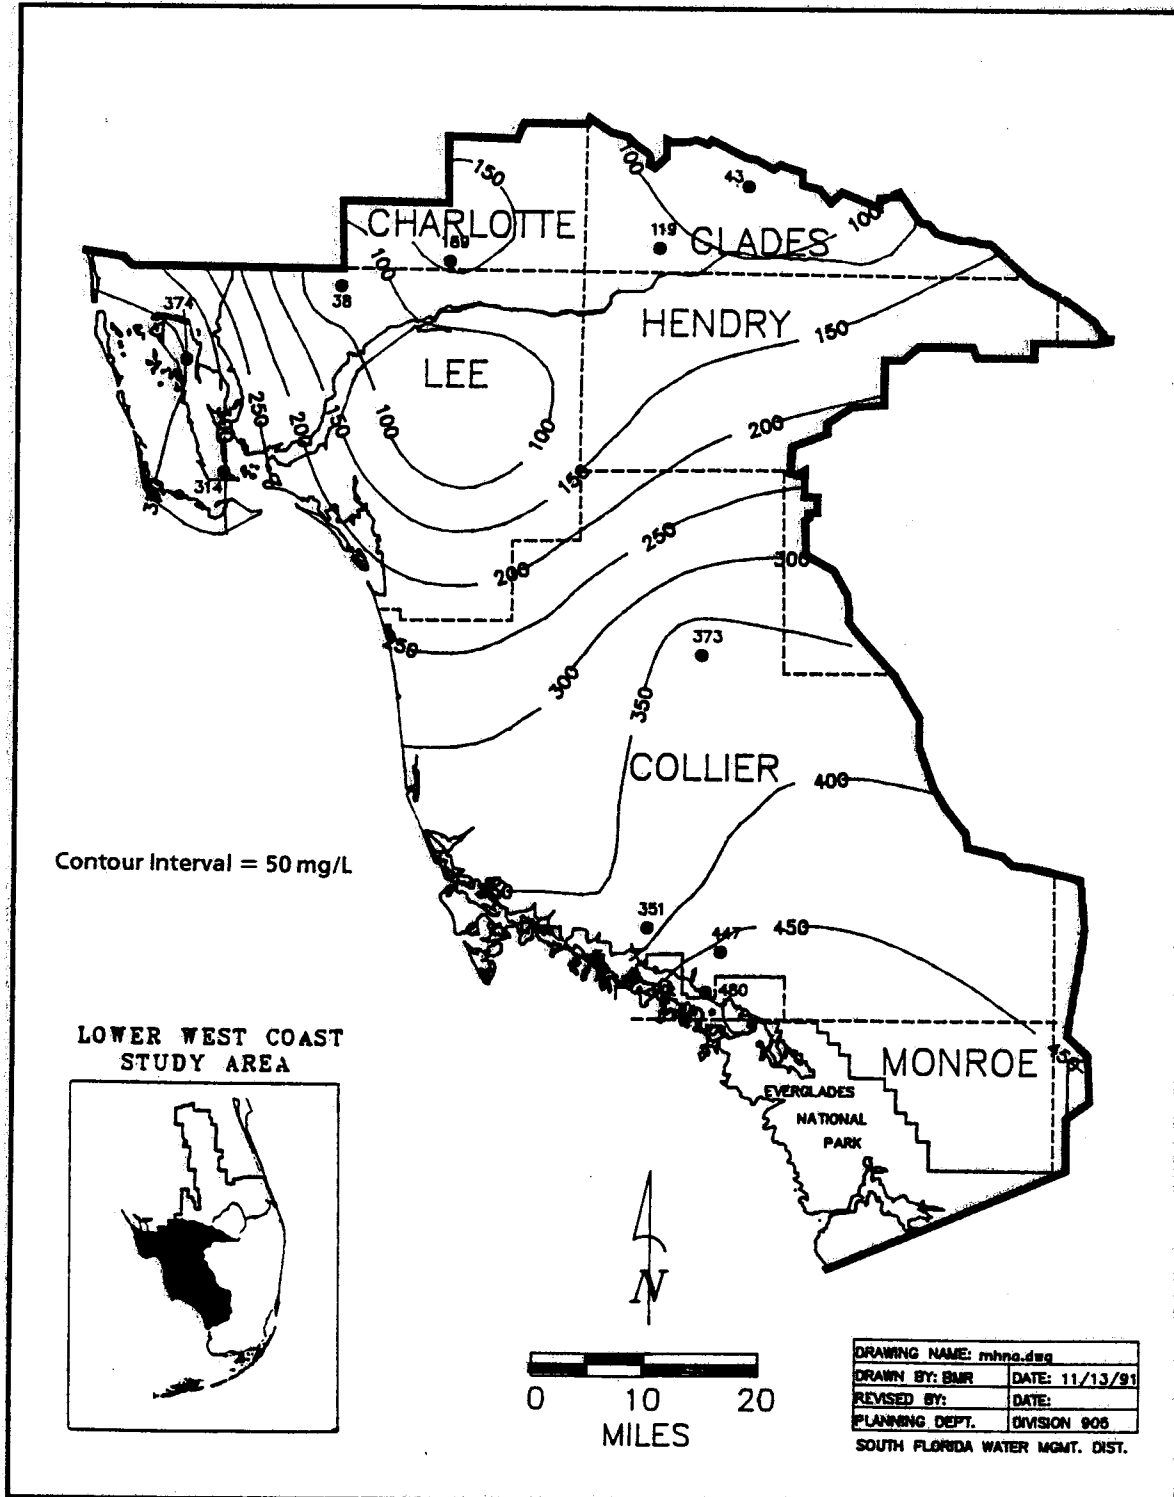 150
100
43
CHARLOTTE
119
GLADES
100
100
38
374
HENDRY
150
LEE
250
200
150
100
100
200
150
314
250
200
300
250
373
300
350
COLLIER
400
Contour Interval = 50 mg/L
351
447
450
480
LOWER WEST COAST
STUDY AREA
MONROE
EVERGLADES
NATIONAL
PARK
N
0 10 20
MILES
DRAWING NAME: mhna.dwg
DRAWN BY: BMR DATE: 11/13/91
REVISED BY: DATE:
PLANNING DEPT. DIVISION 905
SOUTH FLORIDA WATER MGMT. DIST.